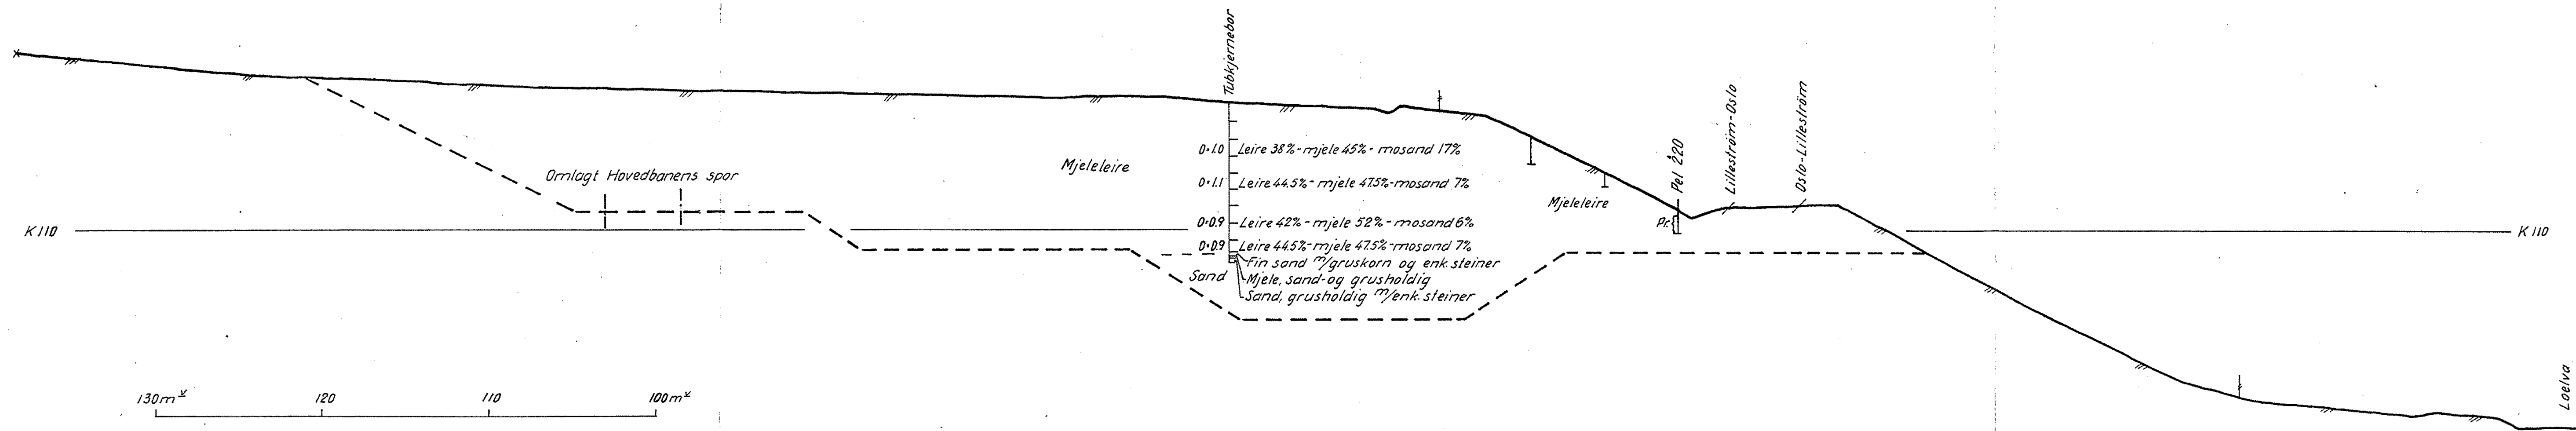 Tubkjernebor
0=1.0 Leire 38% - mjele 45% - mosand 17%
Lilleström-Oslo
Oslo-Lilleström
Pel 220
Mjeleleire
Omlagt Hovedbanens spor
0=1.1 Leire 44.5% - mjele 47.5% - mosand 7%
Mjeleleire
Pr.
0=0.9 Leire 42% - mjele 52% - mosand 6%
K 110
K 110
0=0.9 Leire 44.5% - mjele 47.5% - mosand 7%
Fin sand m/gruskorn og enk. steiner
Sand
Mjele, sand- og grusholdig
Sand, grusholdig m/enk. steiner
130 m v
120
110
100 m v
Loelva